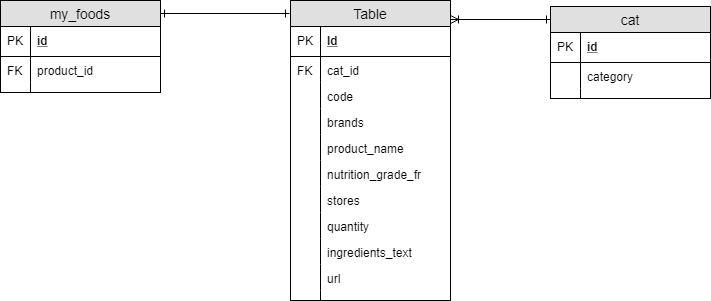 my_foods
PK id
FK product_id
Table
PK Id
FK cat_id
code
brands
product_name
nutrition_grade_fr
stores
quantity
ingredients_text
url
cat
PK id
category